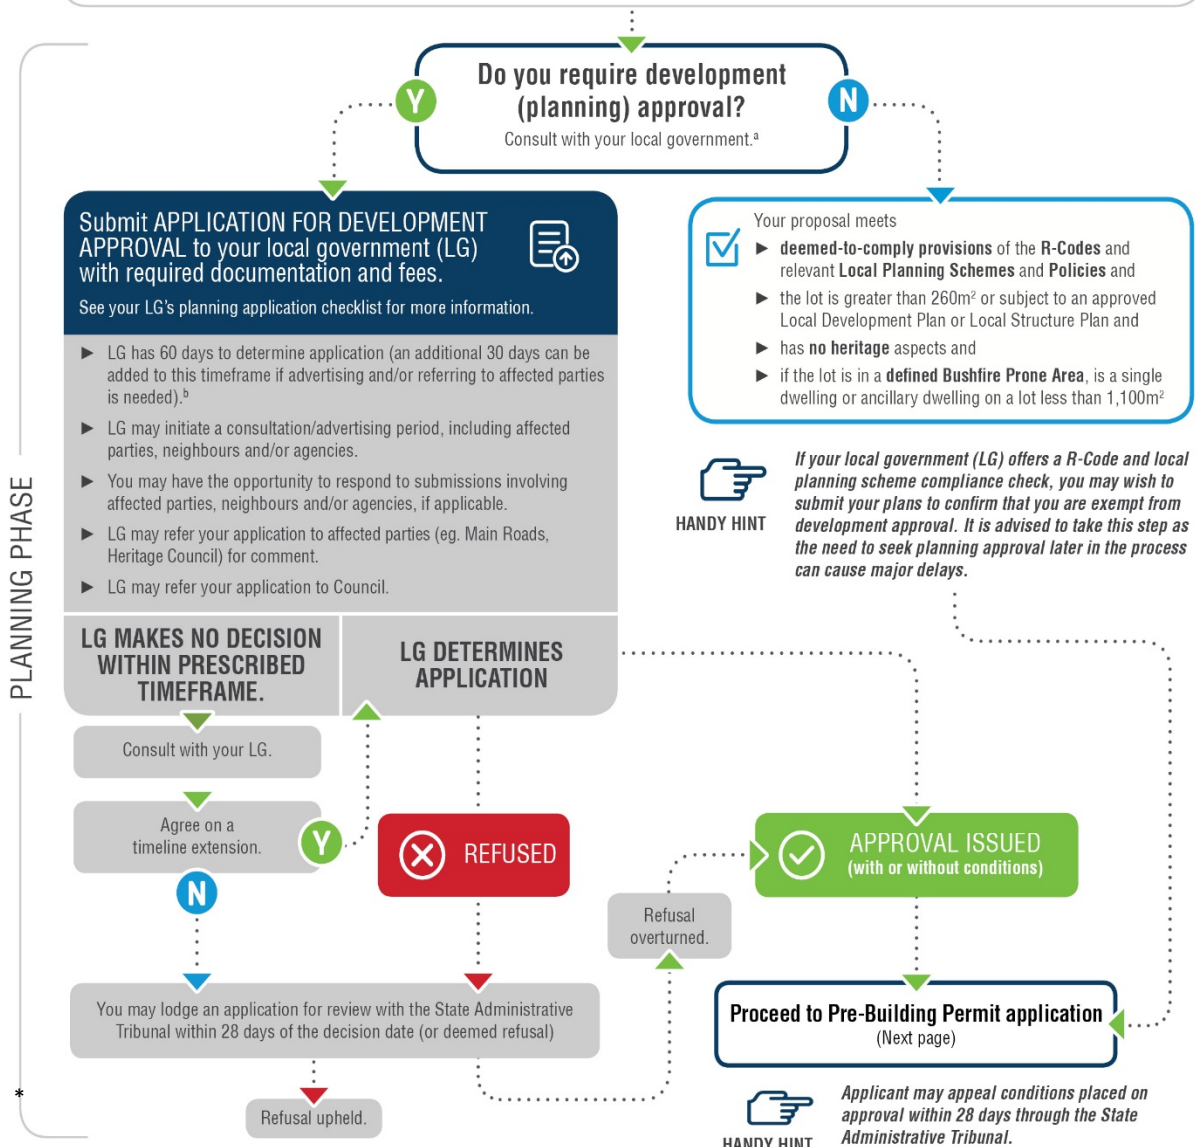 Do you require development
(planning) approval?
Consult with your local government.ᵃ
Y
N
Submit APPLICATION FOR DEVELOPMENT
APPROVAL to your local government (LG)
with required documentation and fees.
See your LG's planning application checklist for more information.
► LG has 60 days to determine application (an additional 30 days can be
added to this timeframe if advertising and/or referring to affected parties
is needed).ᵇ
► LG may initiate a consultation/advertising period, including affected
parties, neighbours and/or agencies.
► You may have the opportunity to respond to submissions involving
affected parties, neighbours and/or agencies, if applicable.
► LG may refer your application to affected parties (eg. Main Roads,
Heritage Council) for comment.
► LG may refer your application to Council.
Your proposal meets
► deemed-to-comply provisions of the R-Codes and
relevant Local Planning Schemes and Policies and
► the lot is greater than 260m² or subject to an approved
Local Development Plan or Local Structure Plan and
► has no heritage aspects and
► if the lot is in a defined Bushfire Prone Area, is a single
dwelling or ancillary dwelling on a lot less than 1,100m²
HANDY HINT
If your local government (LG) offers a R-Code and local
planning scheme compliance check, you may wish to
submit your plans to confirm that you are exempt from
development approval. It is advised to take this step as
the need to seek planning approval later in the process
can cause major delays.
PLANNING PHASE
LG MAKES NO DECISION
WITHIN PRESCRIBED
TIMEFRAME.
LG DETERMINES
APPLICATION
Consult with your LG.
Agree on a
timeline extension.
Y
N
REFUSED
APPROVAL ISSUED
(with or without conditions)
Refusal
overturned.
You may lodge an application for review with the State Administrative
Tribunal within 28 days of the decision date (or deemed refusal)
Proceed to Pre-Building Permit application
(Next page)
*
Refusal upheld.
HANDY HINT
Applicant may appeal conditions placed on
approval within 28 days through the State
Administrative Tribunal.